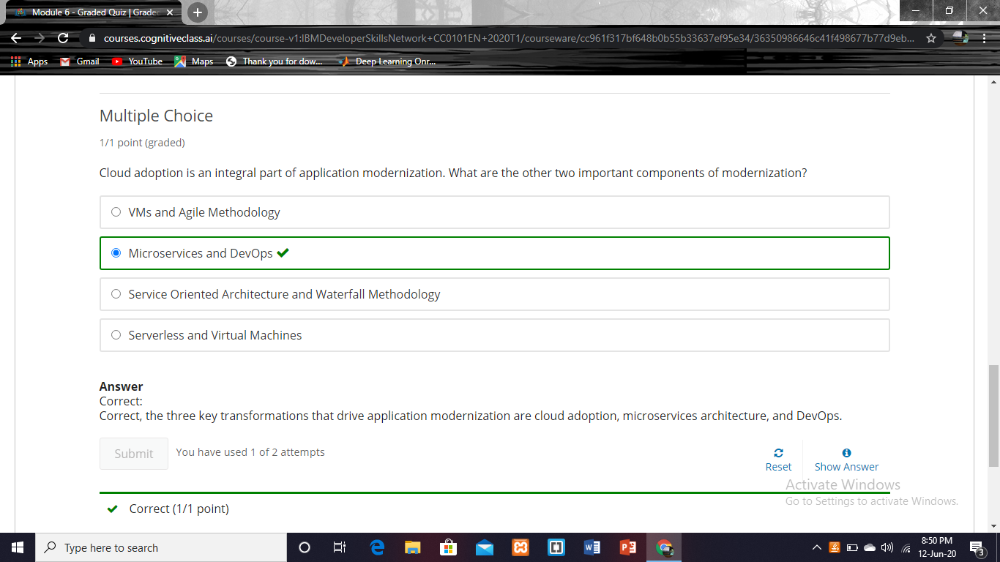 Module 6 - Graded Quiz | Graded
courses.cognitiveclass.ai/courses/course-v1:IBMDeveloperSkillsNetwork+CC0101EN+2020T1/courseware/cc961f317bf648b0b55b33637ef95e34/36350986646c41f498677b77d9eb...
Apps Gmail YouTube Maps Thank you for dow... Deep Learning Onr...
Multiple Choice
1/1 point (graded)
Cloud adoption is an integral part of application modernization. What are the other two important components of modernization?
VMs and Agile Methodology
Microservices and DevOps
Service Oriented Architecture and Waterfall Methodology
Serverless and Virtual Machines
Answer
Correct:
Correct, the three key transformations that drive application modernization are cloud adoption, microservices architecture, and DevOps.
Submit You have used 1 of 2 attempts
Reset Show Answer
Activate Windows
Go to Settings to activate Windows.
Correct (1/1 point)
Type here to search
8:50 PM
12-Jun-20
3